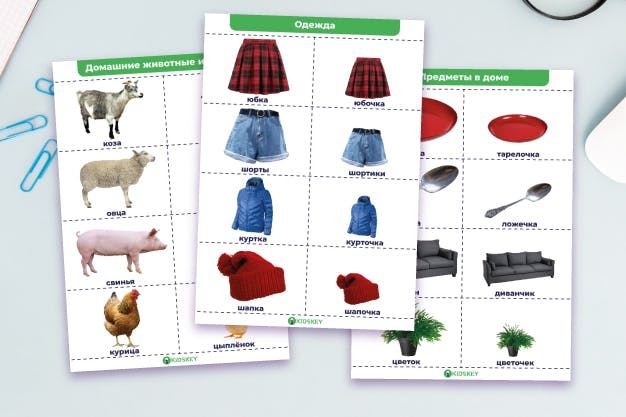 Домашние животные и
коза
овца
свинья
курица
цыплёнок
KIDSKEY
Одежда
юбка
юбочка
шорты
шортики
куртка
курточка
шапка
шапочка
KIDSKEY
Предметы в доме
а
тарелочка
ложечка
диванчик
цветок
цветочек
KIDSKEY